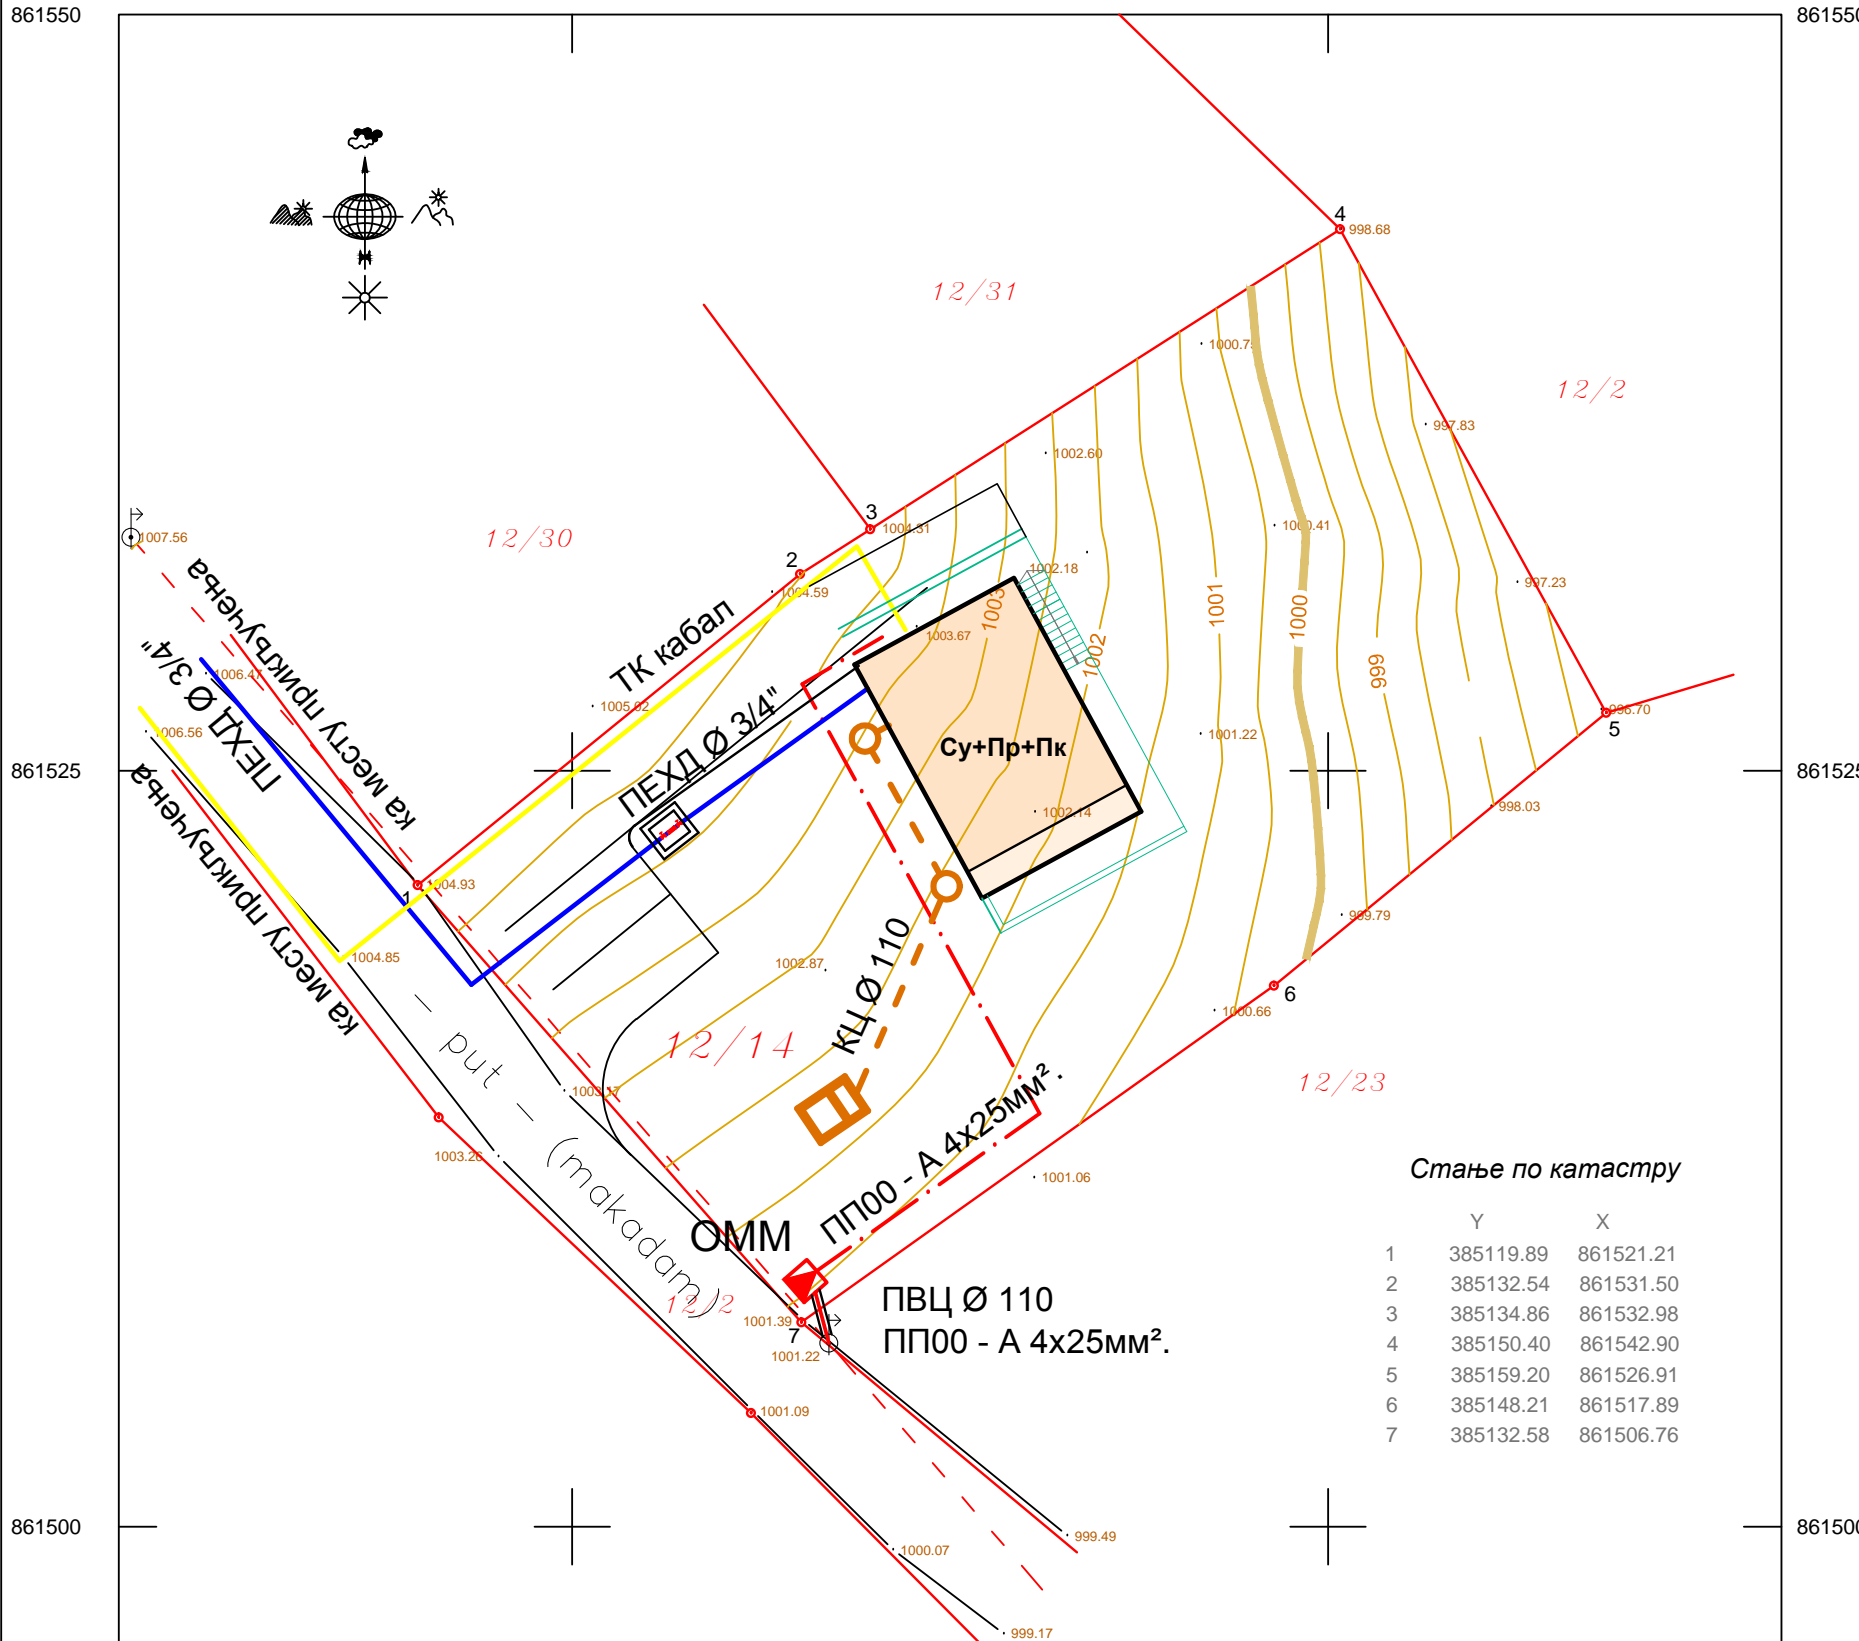 861550
861550
4
998.68
12/31
1000.75
12/2
997.83
1002.60
3
1004.31
1007.56
12/30
1000.41
2
1004.59
1002.18
997.23
ка месту прикључења
ПЕХД Ø 3/4"
1006.47
ТК кабал
1003
1003.67
1002
1001
1000
999
1005.02
996.70
5
1006.56
ПЕХД Ø 3/4"
Су+Пр+Пк
1001.22
861525
861525
ка месту прикључења
1002.14
998.03
1
1004.93
999.79
1004.85
1002.87
КЦ Ø 110
6
1000.66
12/14
– put – (makadam)
1003.17
12/23
ПП00 - А 4x25мм².
1003.26
1001.06
Стање по катастру
ОММ
Y X
1 385119.89 861521.21
2 385132.54 861531.50
3 385134.86 861532.98
4 385150.40 861542.90
5 385159.20 861526.91
6 385148.21 861517.89
7 385132.58 861506.76
12/2
ПВЦ Ø 110
ПП00 - А 4x25мм².
1001.39
7
1001.22
1001.09
861500
861500
999.49
1000.07
999.17